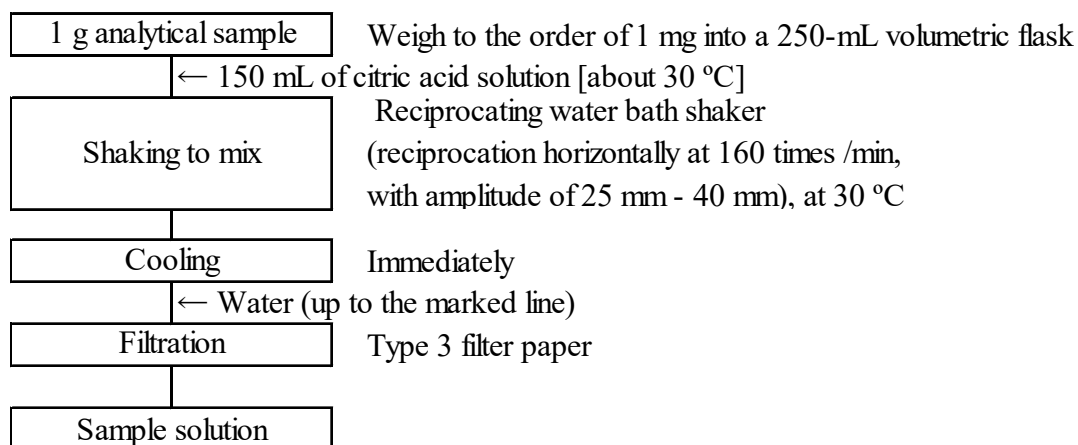 1 g analytical sample Weigh to the order of 1 mg into a 250-mL volumetric flask
← 150 mL of citric acid solution [about 30 ºC]
Reciprocating water bath shaker
Shaking to mix (reciprocation horizontally at 160 times /min,
with amplitude of 25 mm - 40 mm), at 30 ºC
Cooling Immediately
← Water (up to the marked line)
Filtration Type 3 filter paper
Sample solution